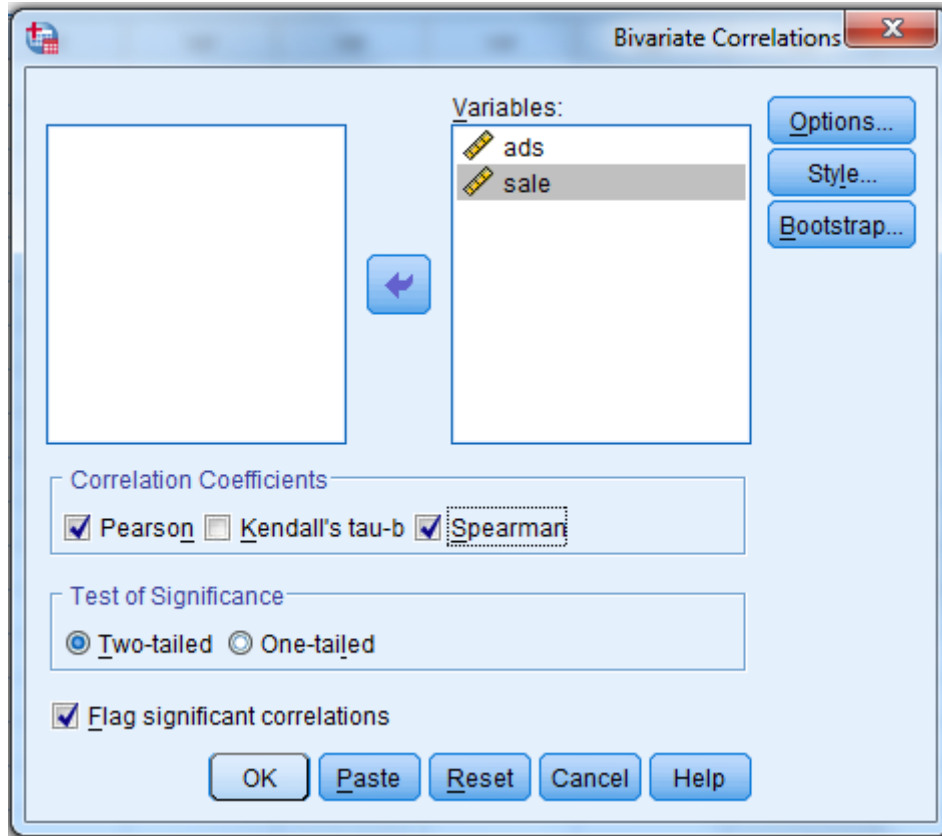 Bivariate Correlations
Variables:
ads
sale
Options...
Style...
Bootstrap...
Correlation Coefficients
Pearson Kendall's tau-b Spearman
Test of Significance
Two-tailed One-tailed
Flag significant correlations
OK Paste Reset Cancel Help